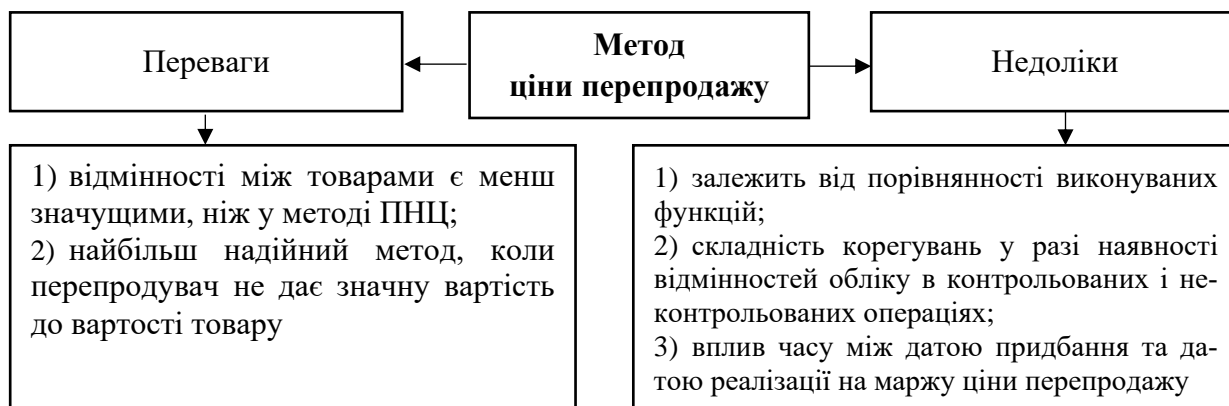 Переваги
Метод
ціни перепродажу
Недоліки
1) відмінності між товарами є менш
значущими, ніж у методі ПНЦ;
2) найбільш надійний метод, коли
перепродувач не дає значну вартість
до вартості товару
1) залежить від порівнянності виконуваних
функцій;
2) складність корегувань у разі наявності
відмінностей обліку в контрольованих і не-
контрольованих операціях;
3) вплив часу між датою придбання та да-
тою реалізації на маржу ціни перепродажу